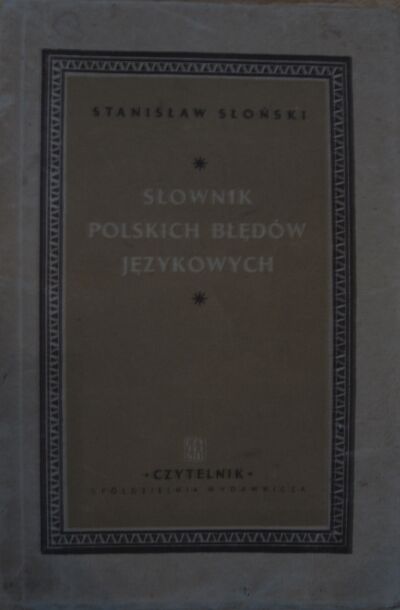 STANISŁAW SŁOŃSKI
SŁOWNIK
POLSKICH BŁĘDÓW
JĘZYKOWYCH
CZYTELNIK
SPÓŁDZIELNIA WYDAWNICZA